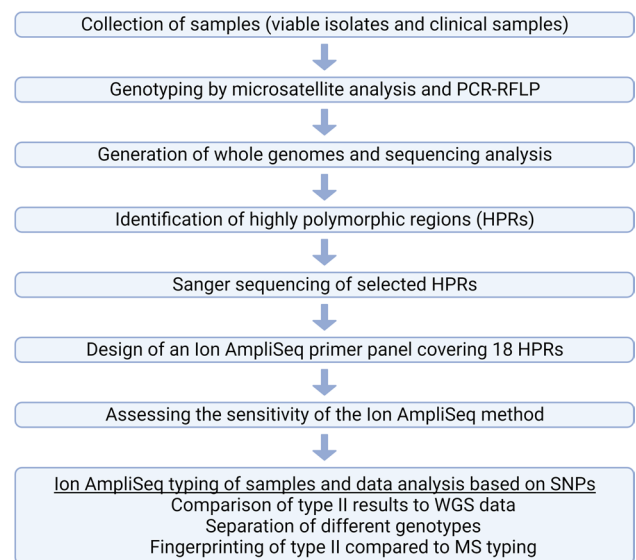 Collection of samples (viable isolates and clinical samples)
Genotyping by microsatellite analysis and PCR-RFLP
Generation of whole genomes and sequencing analysis
Identification of highly polymorphic regions (HPRs)
Sanger sequencing of selected HPRs
Design of an Ion AmpliSeq primer panel covering 18 HPRs
Assessing the sensitivity of the Ion AmpliSeq method
Ion AmpliSeq typing of samples and data analysis based on SNPs
Comparison of type II results to WGS data
Separation of different genotypes
Fingerprinting of type II compared to MS typing